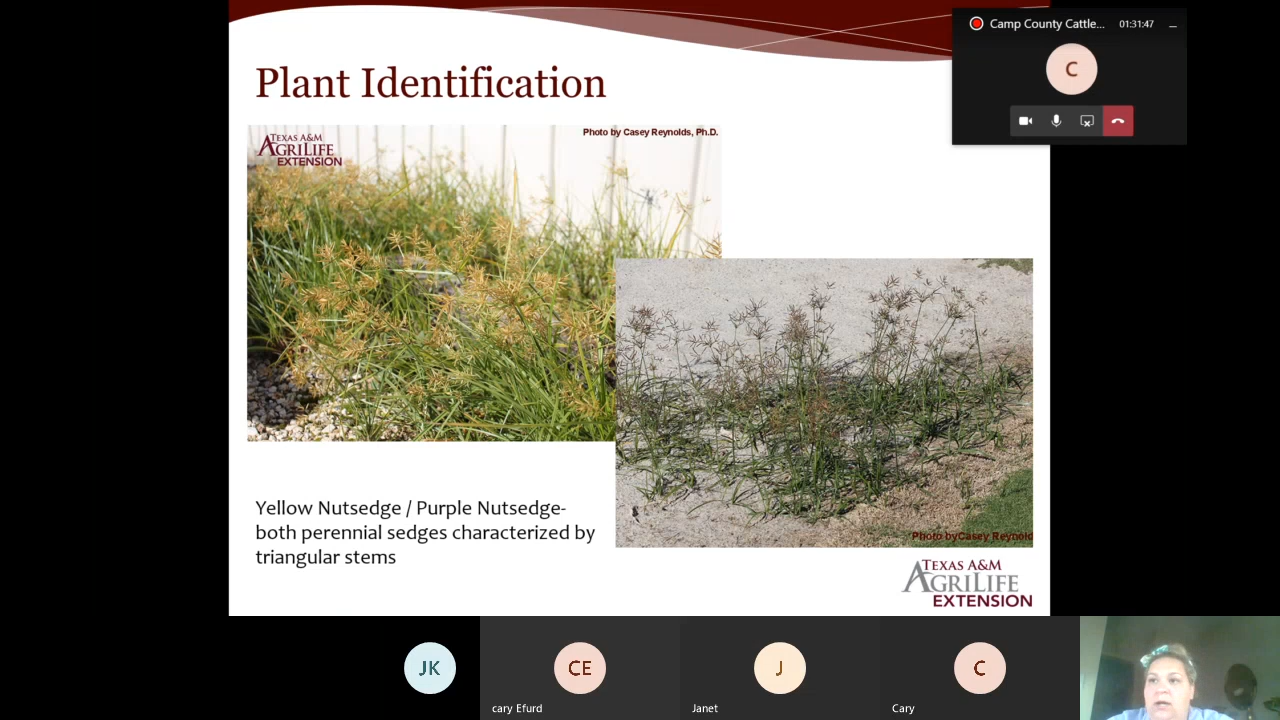 Camp County Cattle...
01:31:47
C
Plant Identification
TEXAS A&M
AGRILIFE
EXTENSION
Photo by Casey Reynolds, Ph.D.
Yellow Nutsedge / Purple Nutsedge-
both perennial sedges characterized by
triangular stems
Photo byCasey Reynold
TEXAS A&M
AGRILIFE
EXTENSION
JK
CE
J
C
cary Efurd
Janet
Cary